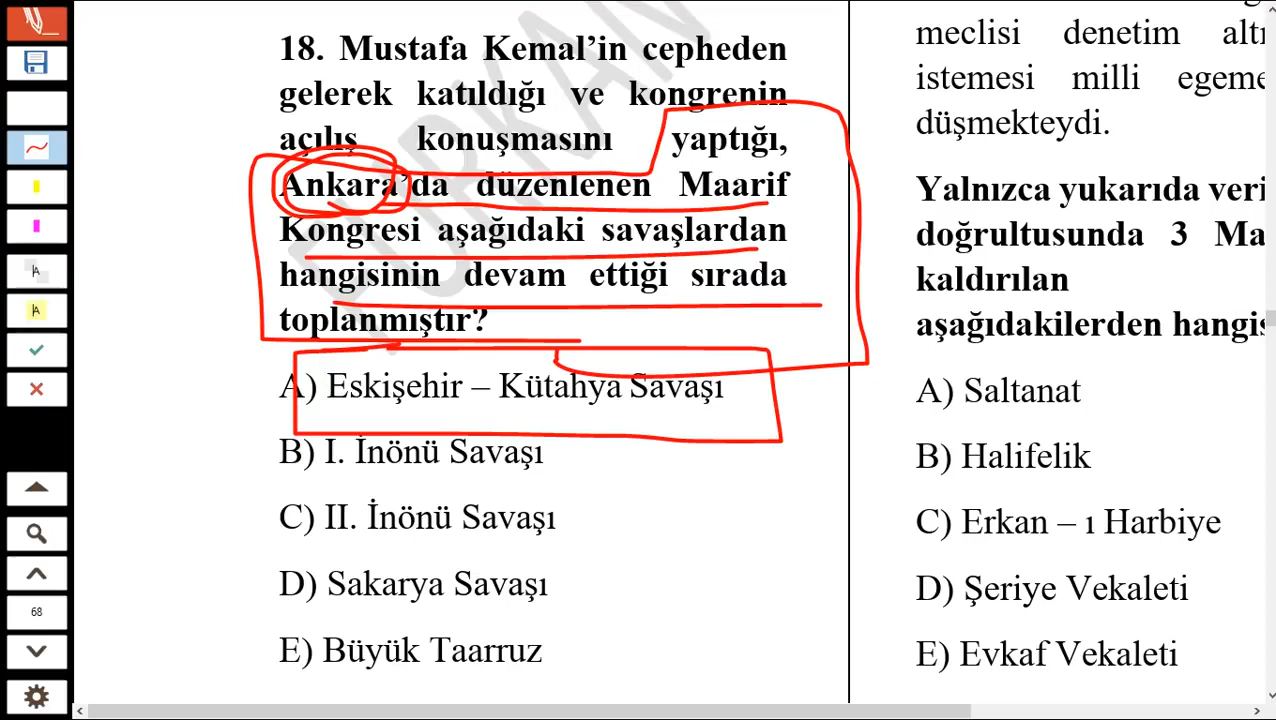 18. Mustafa Kemal’in cepheden
gelerek katıldığı ve kongrenin
açılış konuşmasını yaptığı,
Ankara’da düzenlenen Maarif
Kongresi aşağıdaki savaşlardan
hangisinin devam ettiği sırada
toplanmıştır?
A) Eskişehir – Kütahya Savaşı
B) I. İnönü Savaşı
C) II. İnönü Savaşı
D) Sakarya Savaşı
E) Büyük Taarruz
meclisi denetim altı
istemesi milli egeme
düşmekteydi.
Yalnızca yukarıda veri
doğrultusunda 3 Ma
kaldırılan
aşağıdakilerden hangis
A) Saltanat
B) Halifelik
C) Erkan – ı Harbiye
D) Şeriye Vekaleti
E) Evkaf Vekaleti
FURKAN
A
A
68